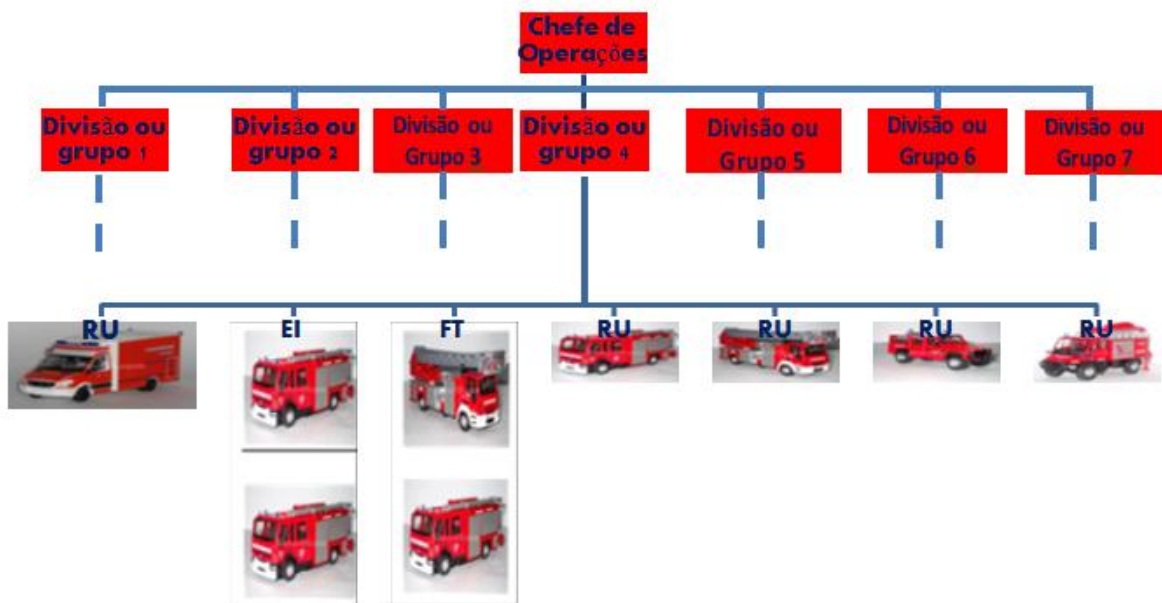 Chefe de
Operações
Divisão ou
grupo 1
Divisão ou
grupo 2
Divisão ou
Grupo 3
Divisão ou
grupo 4
Divisão ou
Grupo 5
Divisão ou
Grupo 6
Divisão ou
Grupo 7
RU
EI
FT
RU
RU
RU
RU